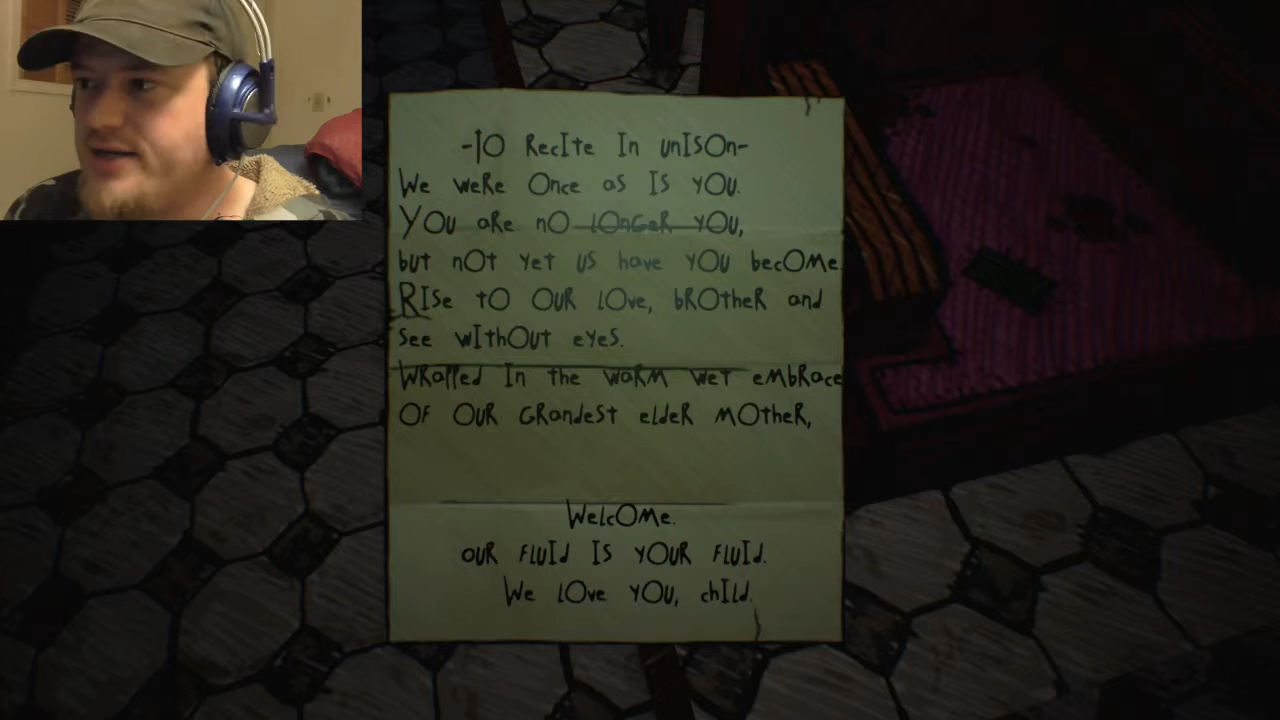 -TO RecIte In unISOn-
We weRe Once as IS YOU.
YOU aRe nO lOnGeR YOU,
but nOt Yet US have YOU becOMe.
RISe tO OUR lOve, bROtheR and
See wIthOUt eYeS.
WRaPPed In the waRM wet eMbRace
OF OUR GRandeSt eldeR MOtheR,
WelcOMe.
OUR FlUId IS YOUR FlUId.
We lOve YOU, chIld.